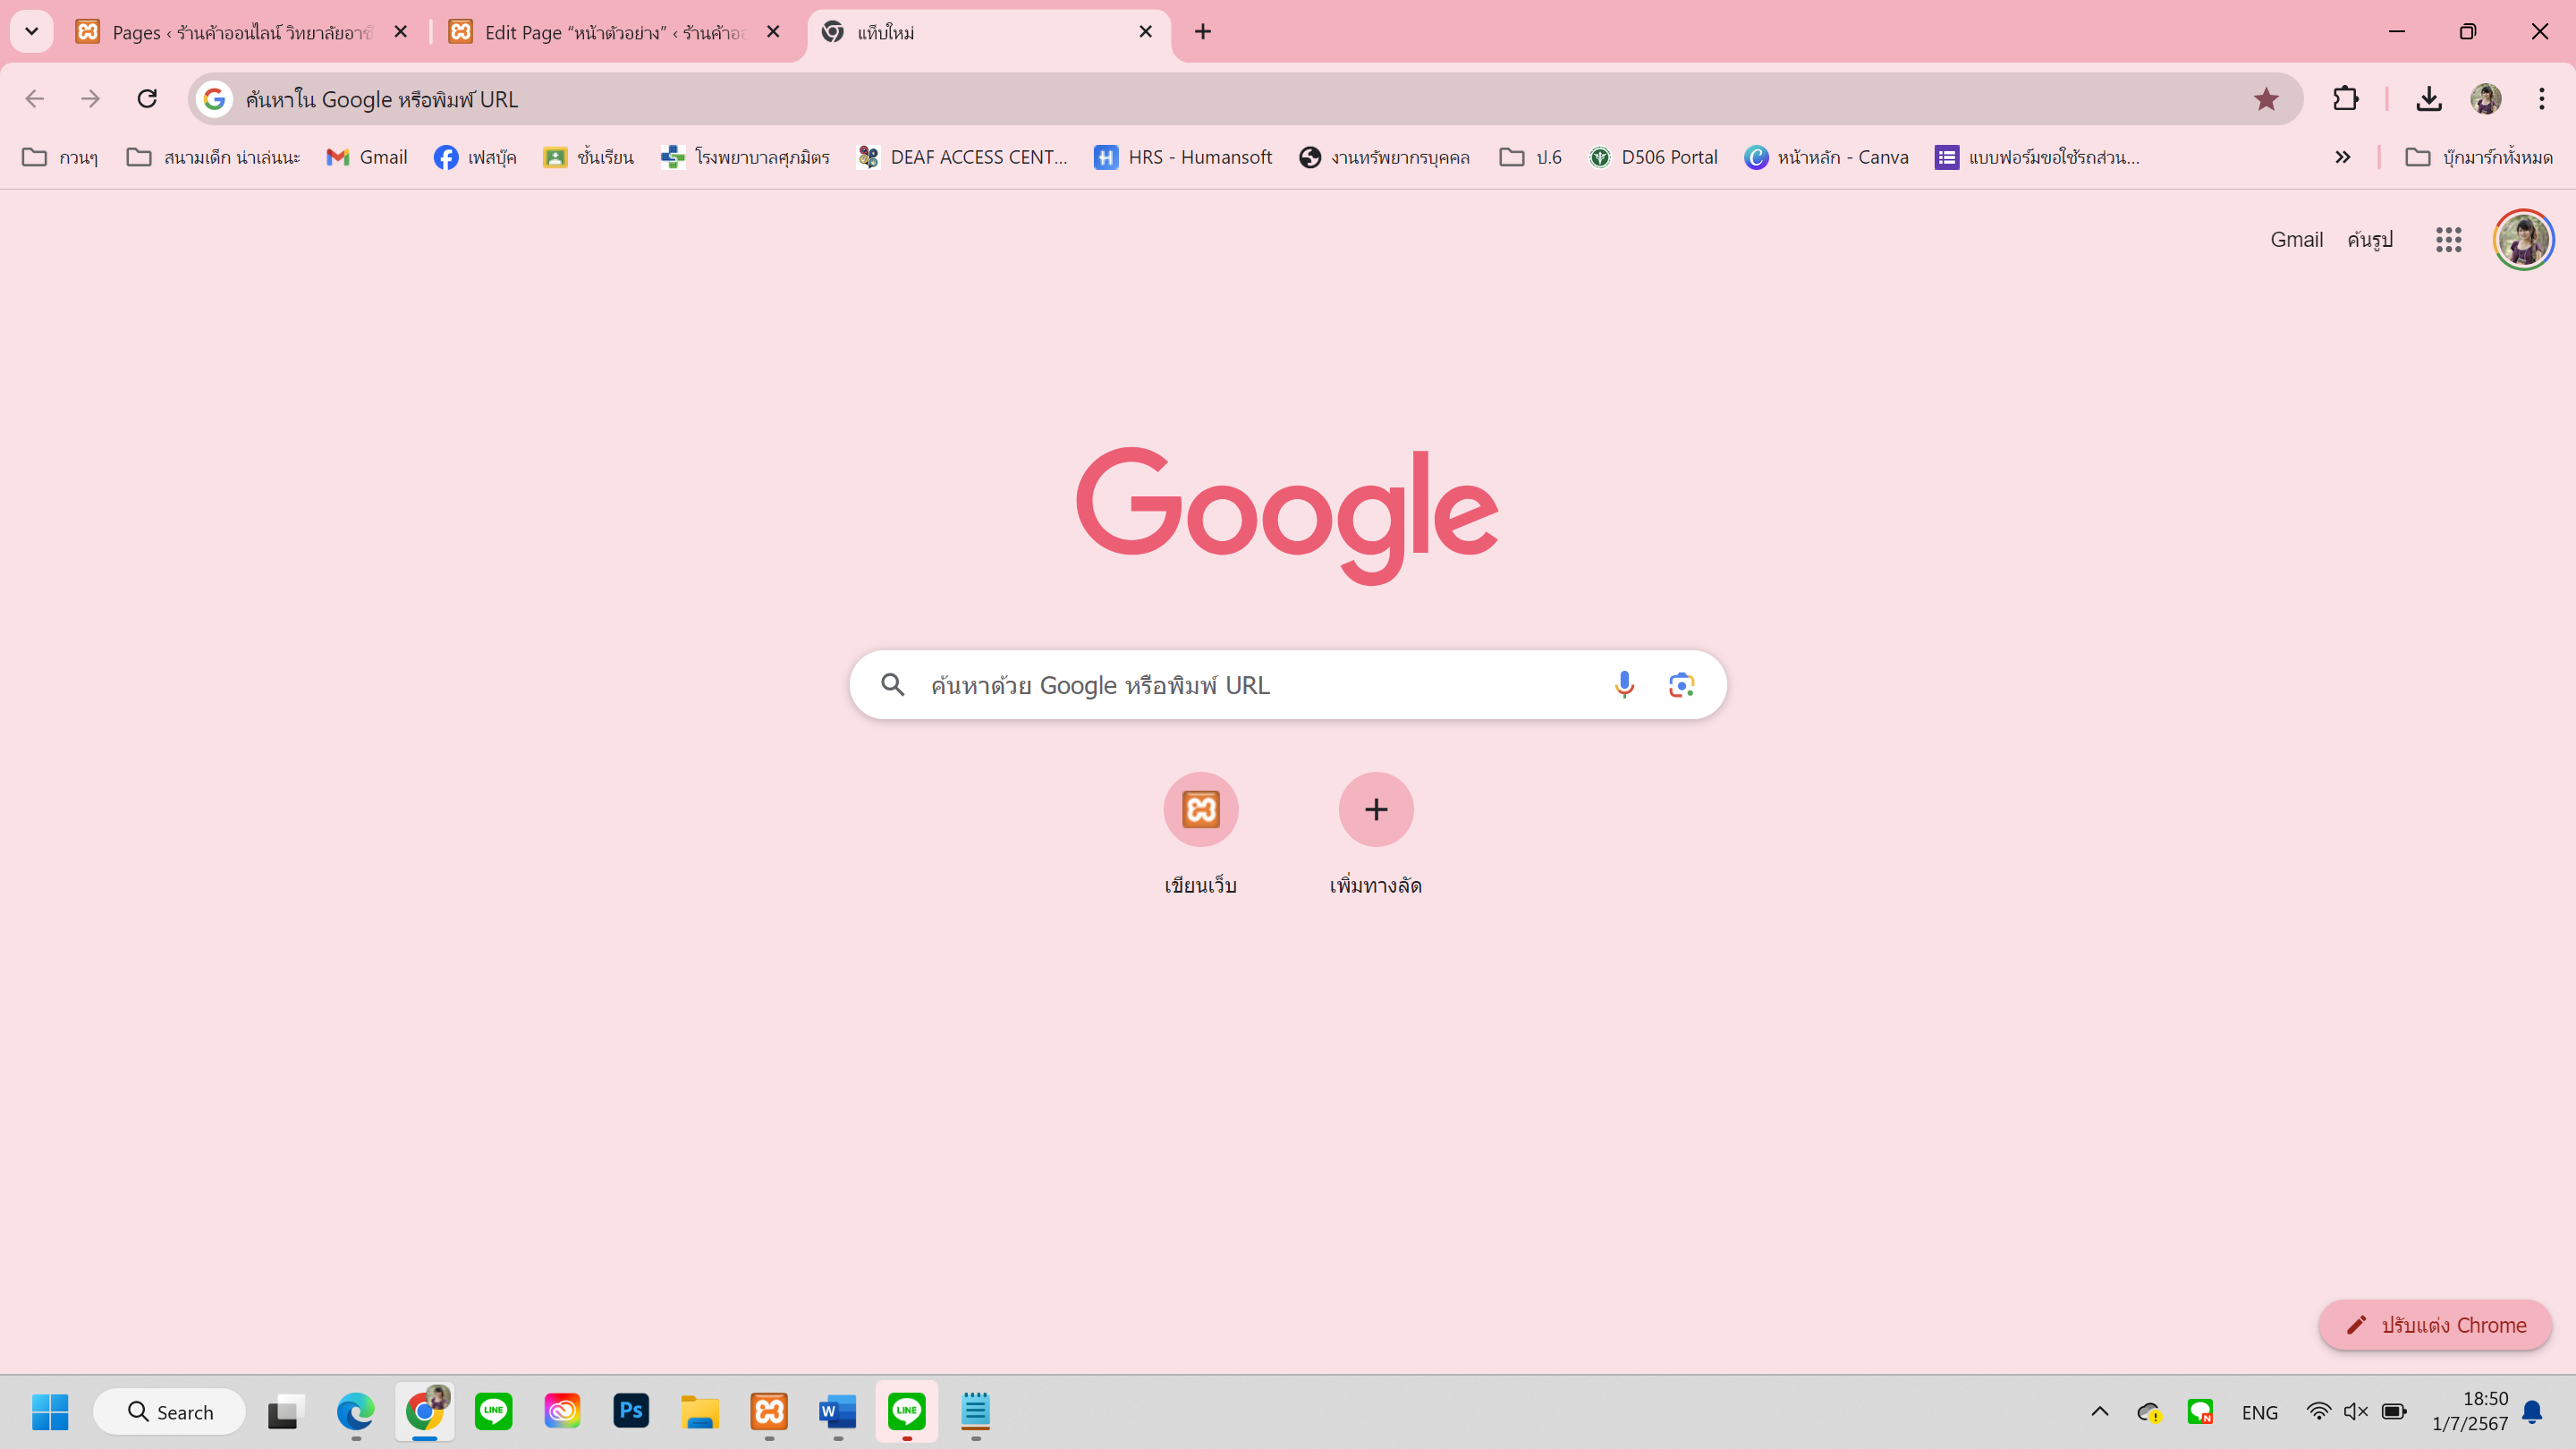 Pages ‹ ร้านค้าออนไลน์ วิทยาลัยอาชี
Edit Page “หน้าตัวอย่าง” ‹ ร้านค้าออ
แท็บใหม่
ค้นหาใน Google หรือพิมพ์ URL
กวนๆ
สนามเด็ก น่าเล่นนะ
Gmail
เฟสบุ๊ค
ชั้นเรียน
โรงพยาบาลศุภมิตร
DEAF ACCESS CENT...
HRS - Humansoft
งานทรัพยากรบุคคล
ป.6
D506 Portal
หน้าหลัก - Canva
แบบฟอร์มขอใช้รถส่วน...
บุ๊กมาร์กทั้งหมด
Gmail
ค้นรูป
Google
ค้นหาด้วย Google หรือพิมพ์ URL
เขียนเว็บ
เพิ่มทางลัด
ปรับแต่ง Chrome
Search
LINE
Ps
W
LINE
ENG
18:50
1/7/2567